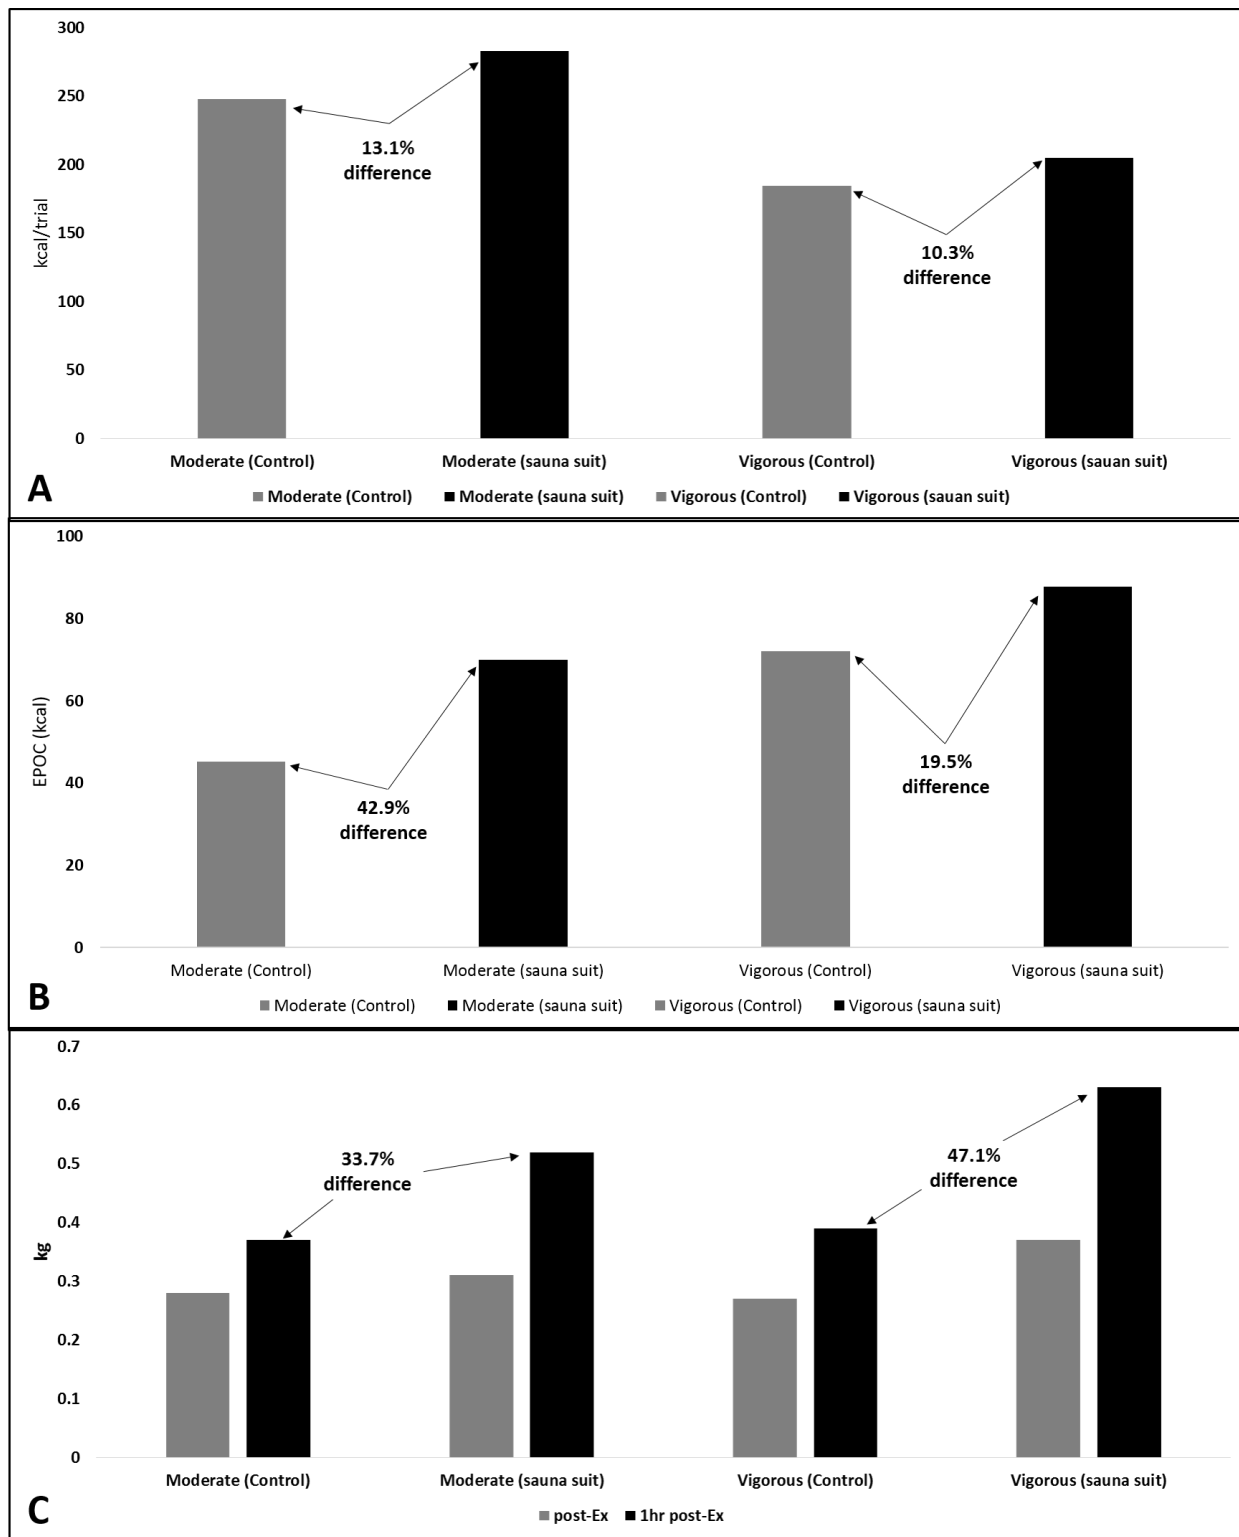 300
250
200
150
100
50
0
kcal/trial
13.1%
difference
10.3%
difference
Moderate (Control) Moderate (sauna suit) Vigorous (Control) Vigorous (sauan suit)
A
Moderate (Control) Moderate (sauna suit) Vigorous (Control) Vigorous (sauan suit)
100
80
60
40
20
0
EPOC (kcal)
42.9%
difference
19.5%
difference
Moderate (Control) Moderate (sauna suit) Vigorous (Control) Vigorous (sauna suit)
B
Moderate (Control) Moderate (sauna suit) Vigorous (Control) Vigorous (sauna suit)
0.7
0.6
0.5
0.4
0.3
0.2
0.1
0
kg
33.7%
difference
47.1%
difference
Moderate (Control) Moderate (sauna suit) Vigorous (Control) Vigorous (sauna suit)
C
post-Ex 1hr post-Ex